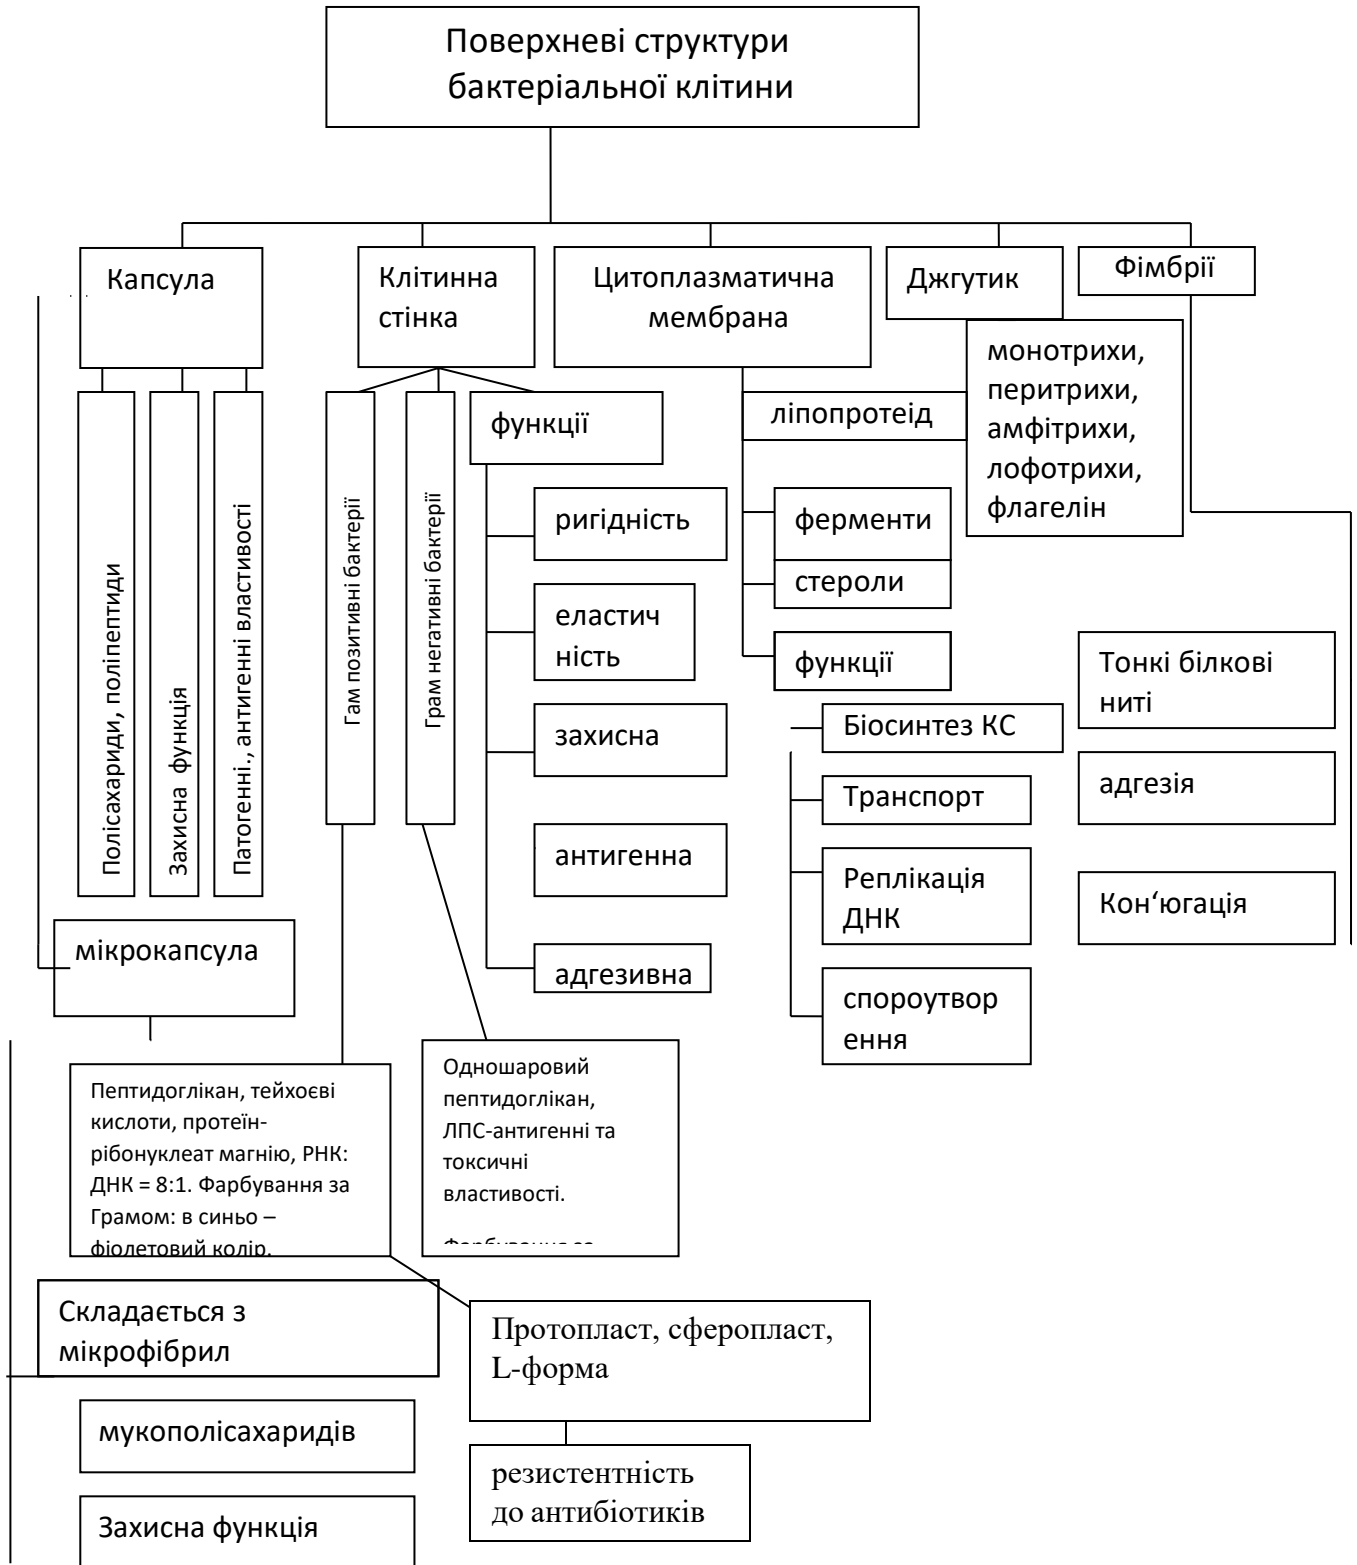 Поверхневі структури
бактеріальної клітини
Капсула
Клітинна
стінка
Цитоплазматична
мембрана
Джгутик
Фімбрії
монотрихи,
перитрихи,
амфітрихи,
лофотрихи,
флагелін
Полісахариди, поліпептиди
Захисна функція
Патогенні., антигенні властивості
Гам позитивні бактерії
Грам негативні бактерії
функції
ригідність
еластич
ність
захисна
антигенна
адгезивна
ліпопротеід
ферменти
стероли
функції
Біосинтез КС
Транспорт
Реплікація
ДНК
спороутвор
ення
Тонкі білкові
ниті
адгезія
Кон‘югація
мікрокапсула
Пептидоглікан, тейхоєві
кислоти, протеїн-
рібонуклеат магнію, РНК:
ДНК = 8:1. Фарбування за
Грамом: в синьо –
фіолетовий колір.
Одношаровий
пептидоглікан,
ЛПС-антигенні та
токсичні
властивості.
Фарбування за
Складається з
мікрофібрил
мукополісахаридів
Захисна функція
Протопласт, сферопласт,
L-форма
резистентність
до антибіотиків